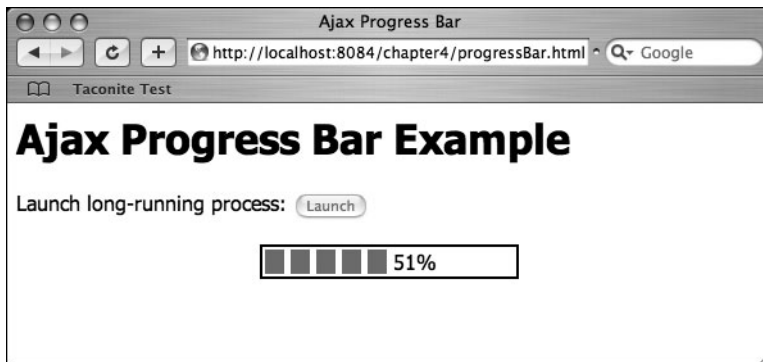 Ajax Progress Bar
http://localhost:8084/chapter4/progressBar.html
Google
Taconite Test
Ajax Progress Bar Example
Launch long-running process: Launch
51%